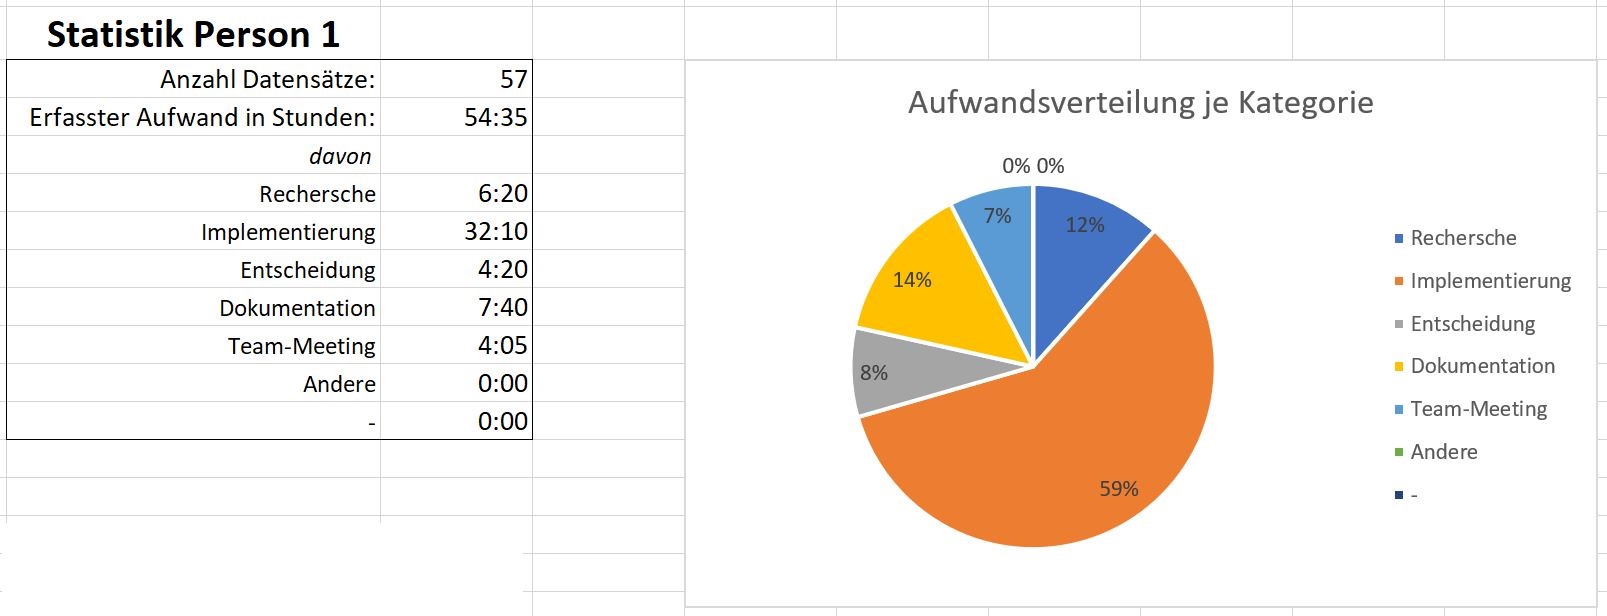 Statistik Person 1
Anzahl Datensätze: 57
Erfasster Aufwand in Stunden: 54:35
davon
Rechersche 6:20
Implementierung 32:10
Entscheidung 4:20
Dokumentation 7:40
Team-Meeting 4:05
Andere 0:00
- 0:00
Aufwandsverteilung je Kategorie
0% 0%
7% 12%
14%
8%
59%
Rechersche
Implementierung
Entscheidung
Dokumentation
Team-Meeting
Andere
-